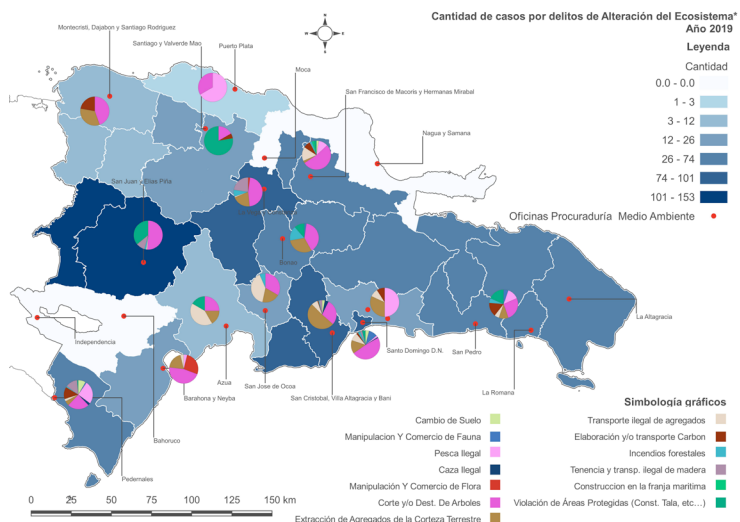 Cantidad de casos por delitos de Alteración del Ecosistema*
Año 2019
Leyenda
Cantidad
0.0 - 0.0
1 - 3
3 - 12
12 - 26
26 - 74
74 - 101
101 - 153
Oficinas Procuraduría Medio Ambiente
Montecristi, Dajabon y Santiago Rodriguez
Santiago y Valverde Mao
Puerto Plata
Moca
San Francisco de Macoris y Hermanas Mirabal
Nagua y Samana
San Juan y Elias Piña
Bonao
La Altagracia
Independencia
Azua
San Jose de Ocoa
Santo Domingo D.N.
San Pedro
La Romana
Barahona y Neyba
San Cristobal, Villa Altagracia y Bani
Bahoruco
Pedernales
Simbología gráficos
Cambio de Suelo
Manipulacion Y Comercio de Fauna
Pesca Ilegal
Caza Ilegal
Manipulación Y Comercio de Flora
Corte y/o Dest. De Arboles
Extracción de Agregados de la Corteza Terrestre
Transporte ilegal de agregados
Elaboración y/o transporte Carbon
Incendios forestales
Tenencia y transp. ilegal de madera
Construccion en la franja maritima
Violación de Áreas Protegidas (Const. Tala, etc...)
0 25 50 100 150 km